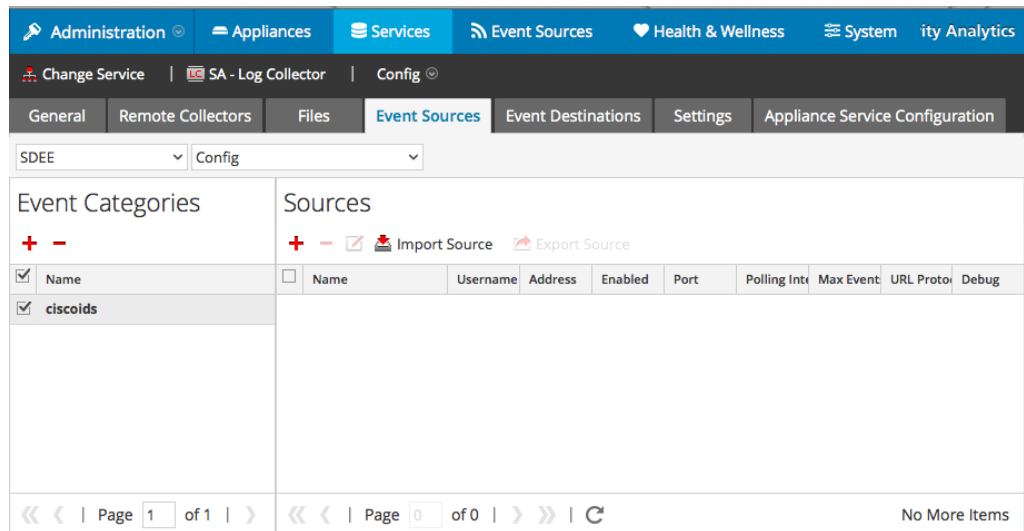 Administration Appliances Services Event Sources Health & Wellness System ity Analytics
Change Service | LC SA - Log Collector | Config
General Remote Collectors Files Event Sources Event Destinations Settings Appliance Service Configuration
SDEE Config
Event Categories
Sources
Import Source Export Source
Name
Name Username Address Enabled Port Polling Inte Max Event URL Proto Debug
ciscoids
Page 1 of 1 |
Page 0 of 0 | | No More Items